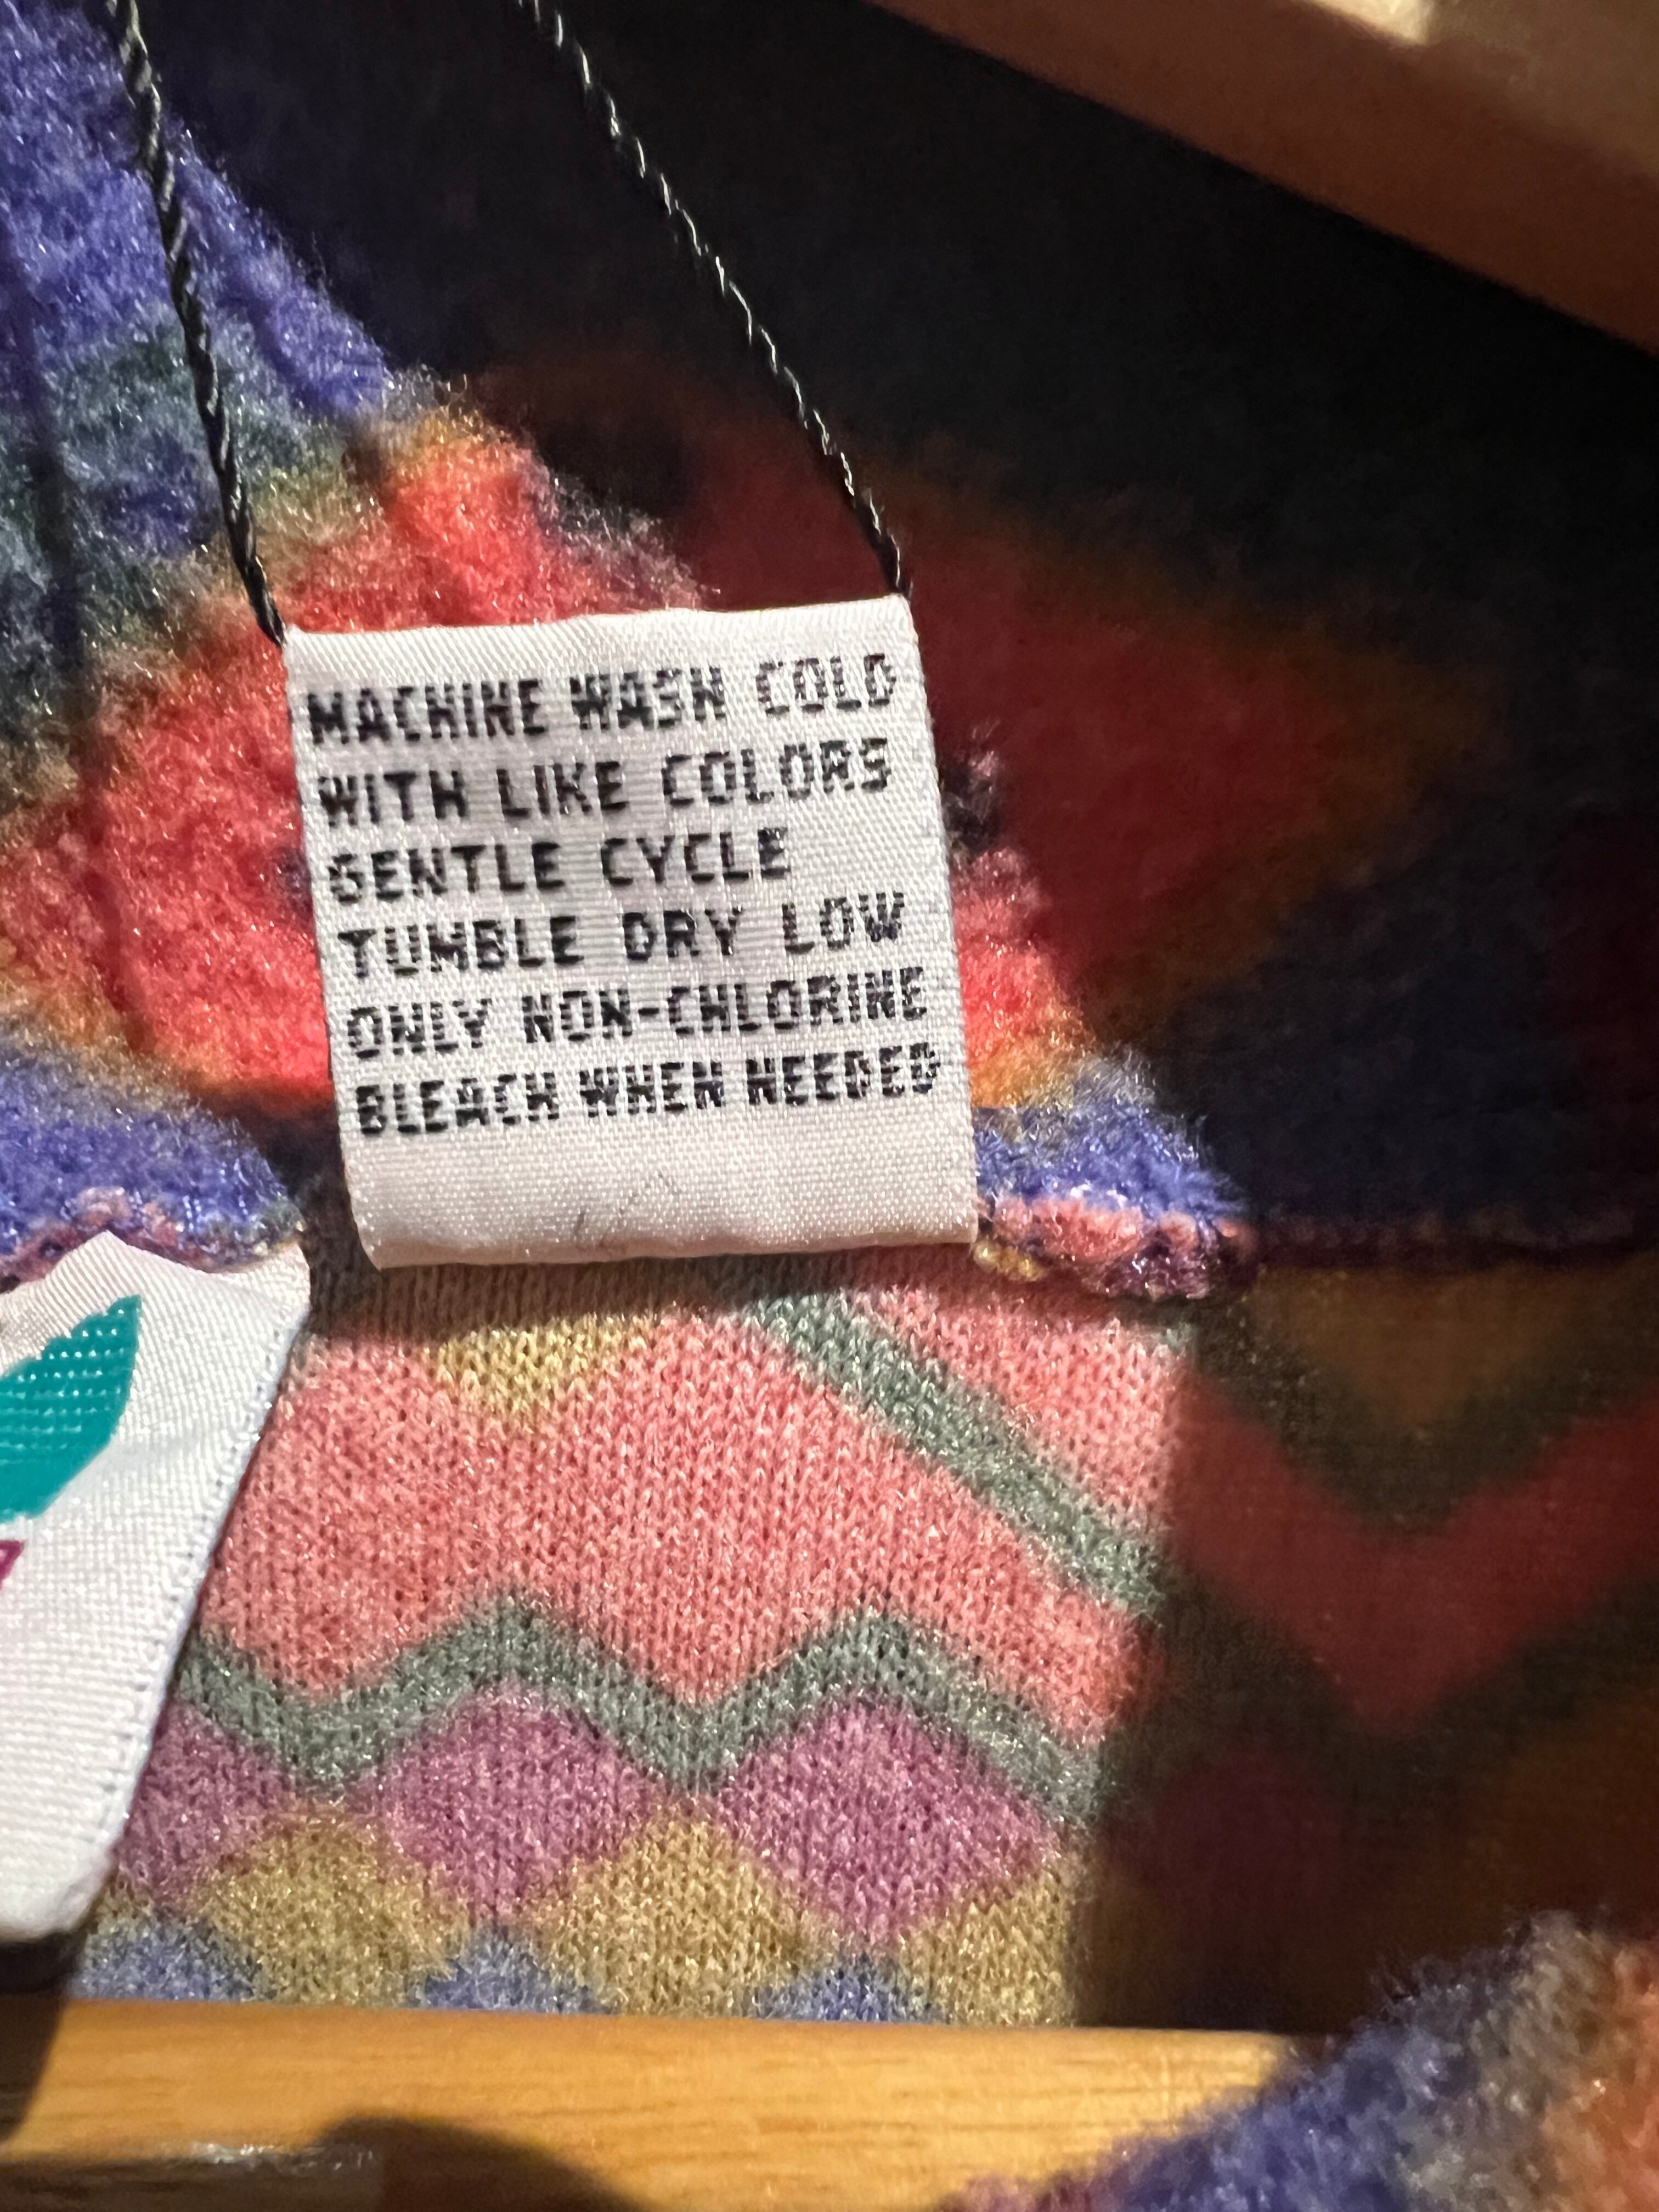 MACHINE WASH COLD
WITH LIKE COLORS
GENTLE CYCLE
TUMBLE DRY LOW
ONLY NON-CHLORINE
BLEACH WHEN NEEDED